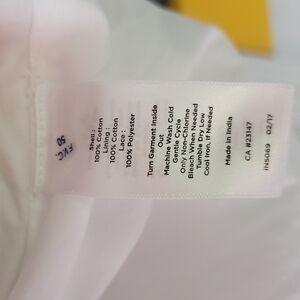 Shell :
100% Cotton
Lining :
100% Cotton
Lace :
100% Polyester
Turn Garment Inside
Out
Machine Wash Cold
Gentle Cycle
Only Non-Chlorine
Bleach When Needed
Tumble Dry Low
Cool Iron, If Needed
Made in India
CA #23147
IN5069 02/17